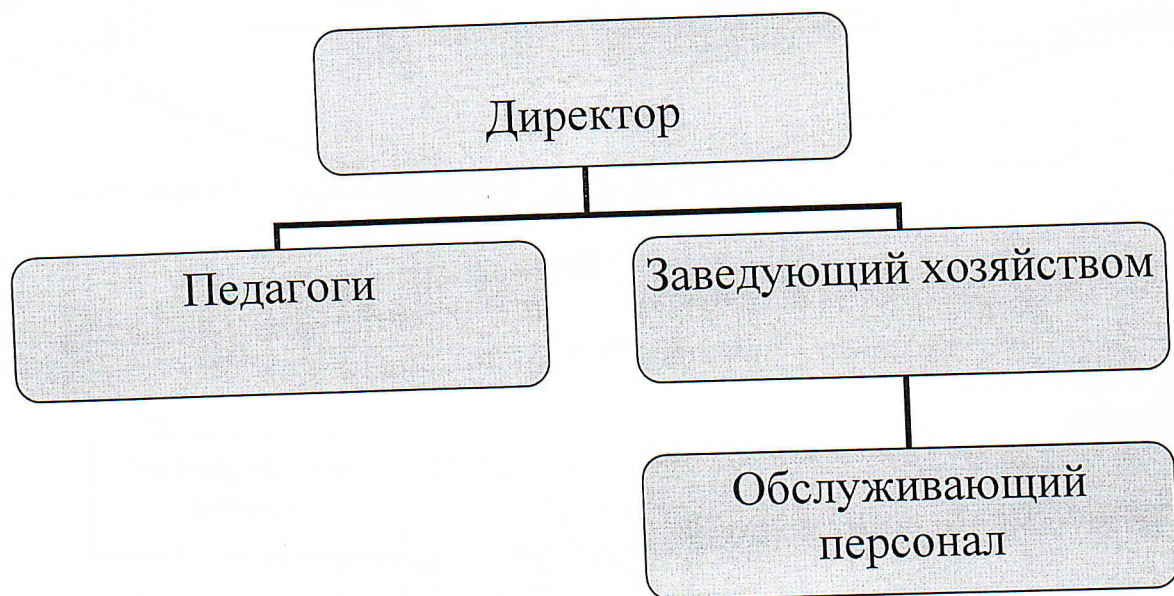 Директор
Педагоги
Заведующий хозяйством
Обслуживающий
персонал